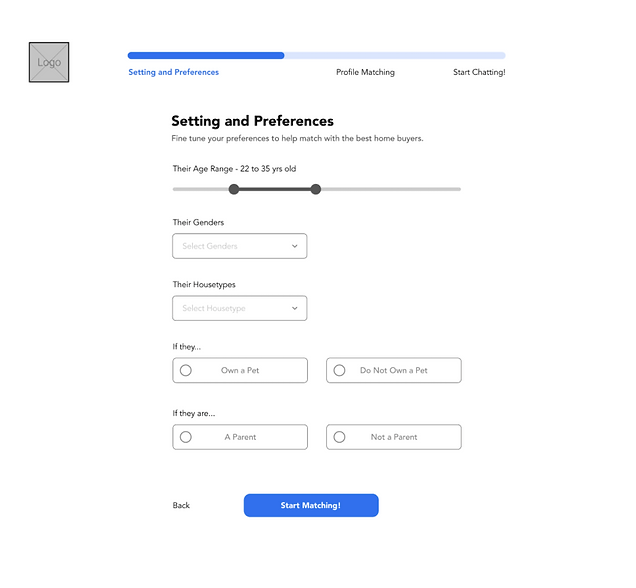 Logo
Setting and Preferences
Profile Matching
Start Chatting!
Setting and Preferences
Fine tune your preferences to help match with the best home buyers.
Their Age Range - 22 to 35 yrs old
Their Genders
Select Genders
Their Housetypes
Select Housetype
If they...
Own a Pet
Do Not Own a Pet
If they are...
A Parent
Not a Parent
Back
Start Matching!